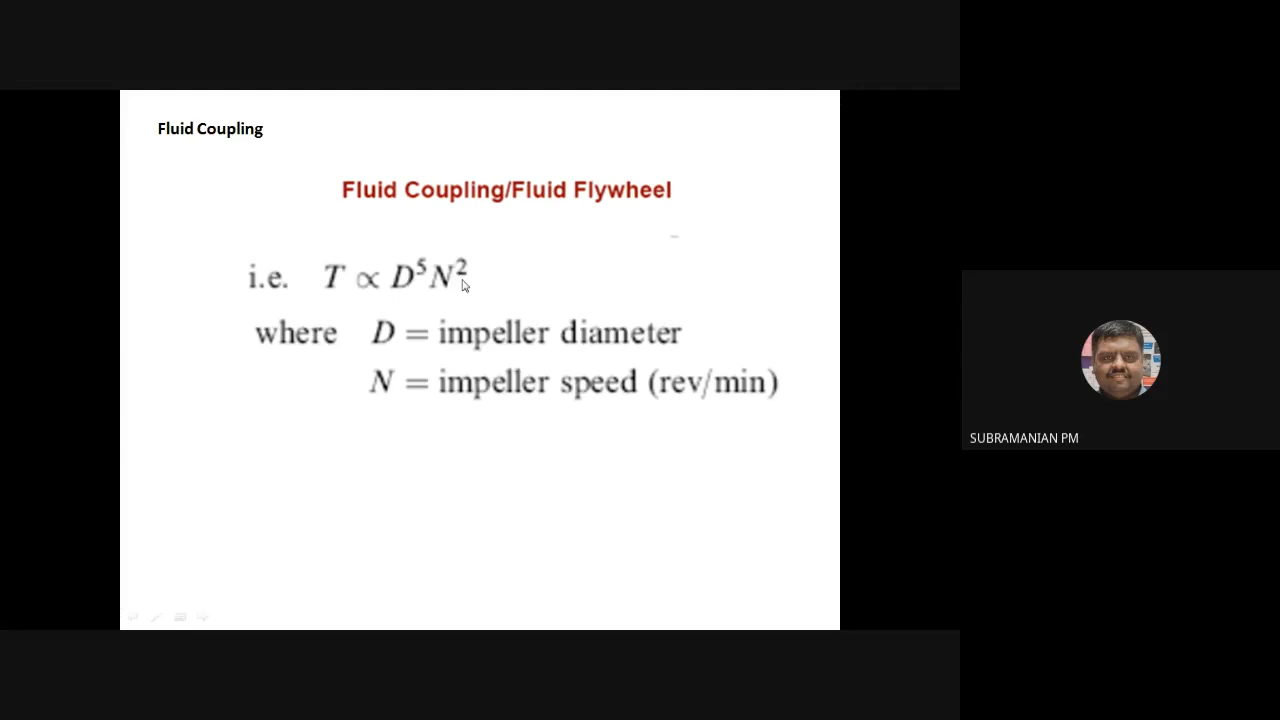 Fluid Coupling
Fluid Coupling/Fluid Flywheel
i.e. T ∝ D⁵N²
where D = impeller diameter
N = impeller speed (rev/min)
SUBRAMANIAN PM